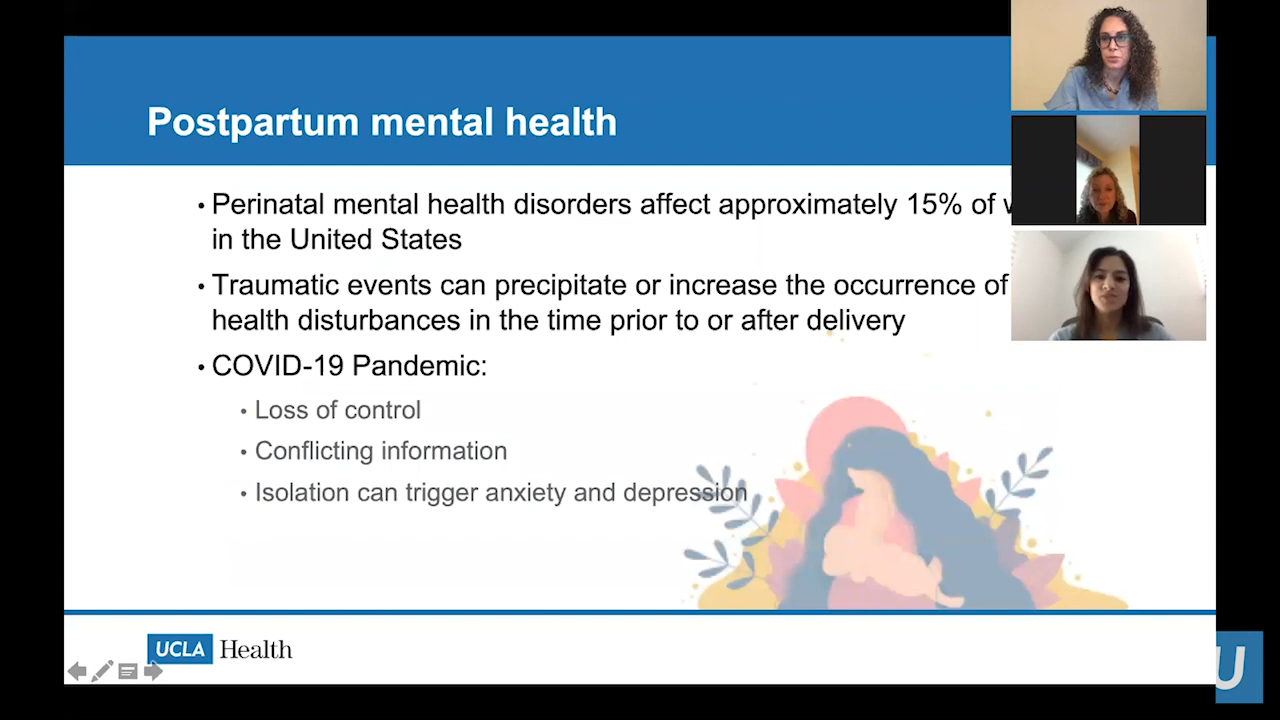 Postpartum mental health
• Perinatal mental health disorders affect approximately 15% of
in the United States
• Traumatic events can precipitate or increase the occurrence of
health disturbances in the time prior to or after delivery
• COVID-19 Pandemic:
• Loss of control
• Conflicting information
• Isolation can trigger anxiety and depression
UCLA Health
U